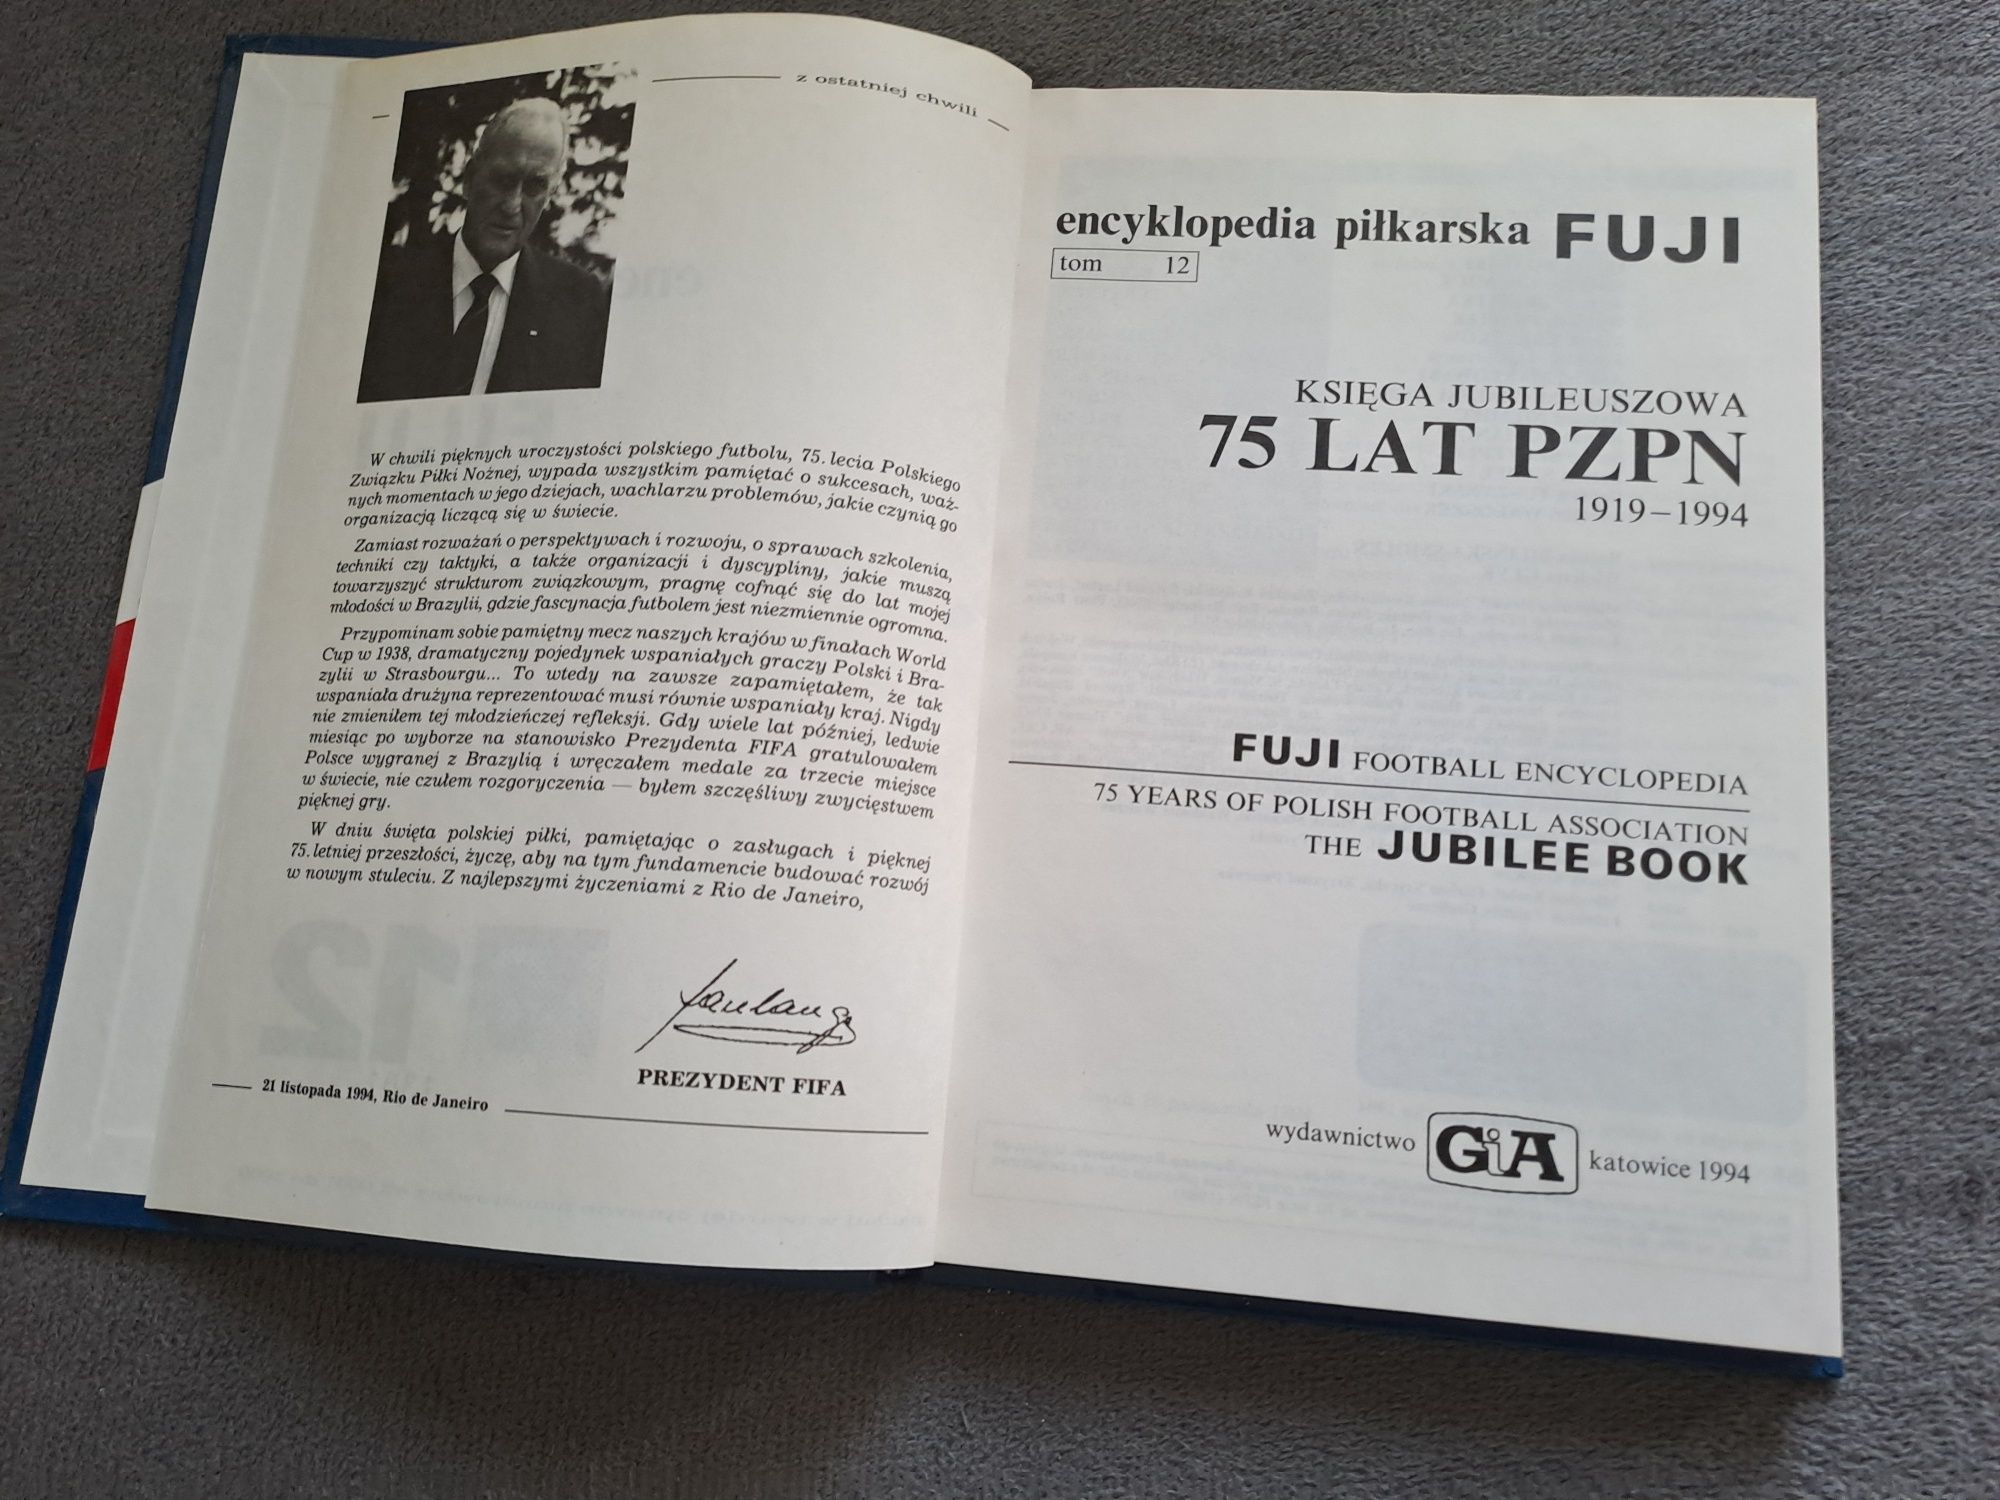 z ostatniej chwili
W chwili pięknych uroczystości polskiego futbolu, 75. lecia Polskiego
Związku Piłki Nożnej, wypada wszystkim pamiętać o sukcesach, waż-
nych momentach w jego dziejach, wachlarzu problemów, jakie czynią go
organizacją liczącą się w świecie.
Zamiast rozważań o perspektywach i rozwoju, o sprawach szkolenia,
techniki czy taktyki, a także organizacji i dyscypliny, jakie muszą
towarzyszyć strukturom związkowym, pragnę cofnąć się do lat mojej
młodości w Brazylii, gdzie fascynacja futbolem jest niezmiennie ogromna.
Przypominam sobie pamiętny mecz naszych krajów w finałach World
Cup w 1938, dramatyczny pojedynek wspaniałych graczy Polski i Bra-
zylii w Strasbourgu... To wtedy na zawsze zapamiętałem, że tak
wspaniała drużyna reprezentować musi równie wspaniały kraj. Nigdy
nie zmieniłem tej młodzieńczej refleksji. Gdy wiele lat później, ledwie
miesiąc po wyborze na stanowisko Prezydenta FIFA gratulowałem
Polsce wygranej z Brazylią i wręczałem medale za trzecie miejsce
w świecie, nie czułem rozgoryczenia — byłem szczęśliwy zwycięstwem
pięknej gry.
W dniu święta polskiej piłki, pamiętając o zasługach i pięknej
75. letniej przeszłości, życzę, aby na tym fundamencie budować rozwój
w nowym stuleciu. Z najlepszymi życzeniami z Rio de Janeiro,
PREZYDENT FIFA
21 listopada 1994, Rio de Janeiro
encyklopedia piłkarska FUJI
tom 12
KSIĘGA JUBILEUSZOWA
75 LAT PZPN
1919–1994
FUJI FOOTBALL ENCYCLOPEDIA
75 YEARS OF POLISH FOOTBALL ASSOCIATION
THE JUBILEE BOOK
wydawnictwo GiA katowice 1994